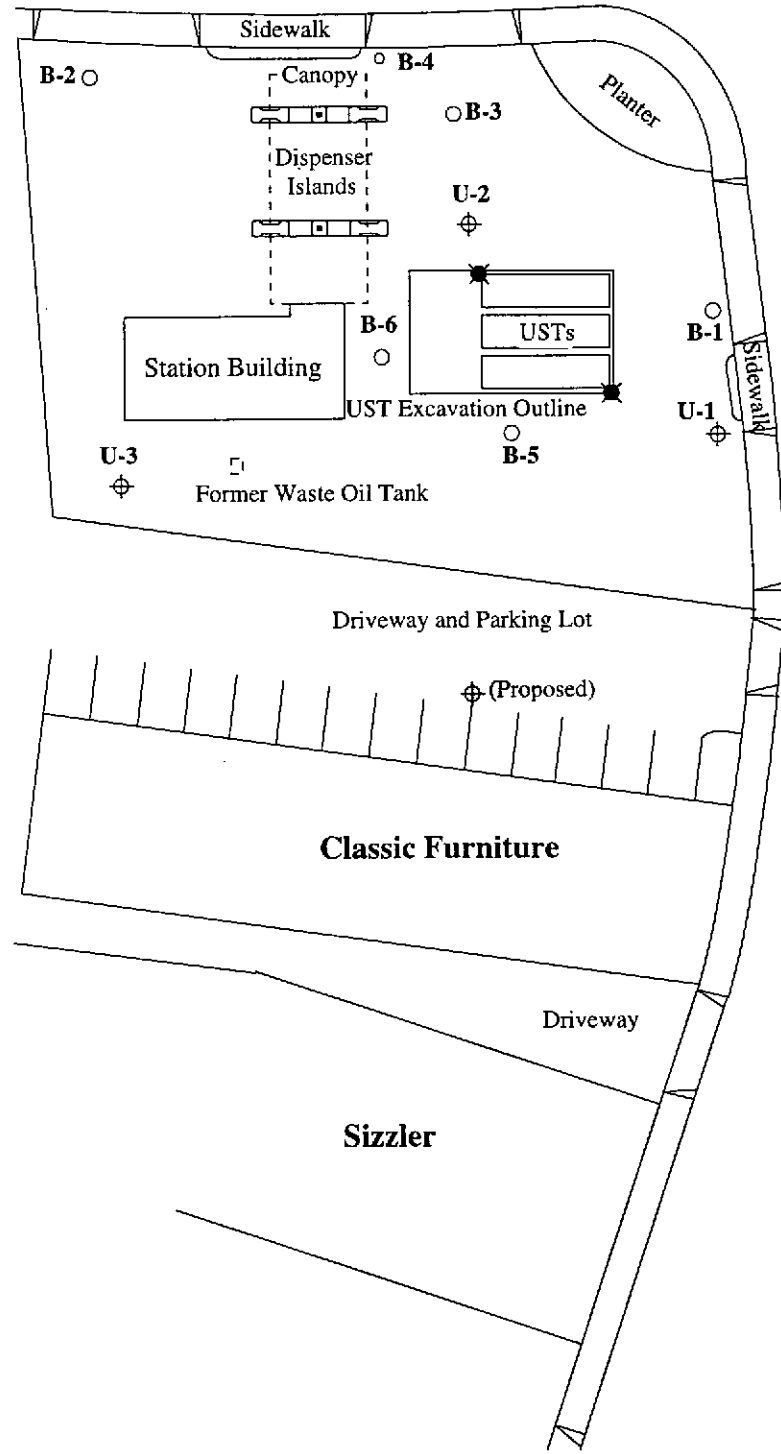 Sidewalk
B-2
Canopy
B-4
B-3
Planter
Dispenser
Islands
U-2
B-1
B-6
USTs
Station Building
Sidewalk
UST Excavation Outline
U-1
B-5
U-3
Former Waste Oil Tank
Driveway and Parking Lot
(Proposed)
Classic Furniture
Driveway
Sizzler